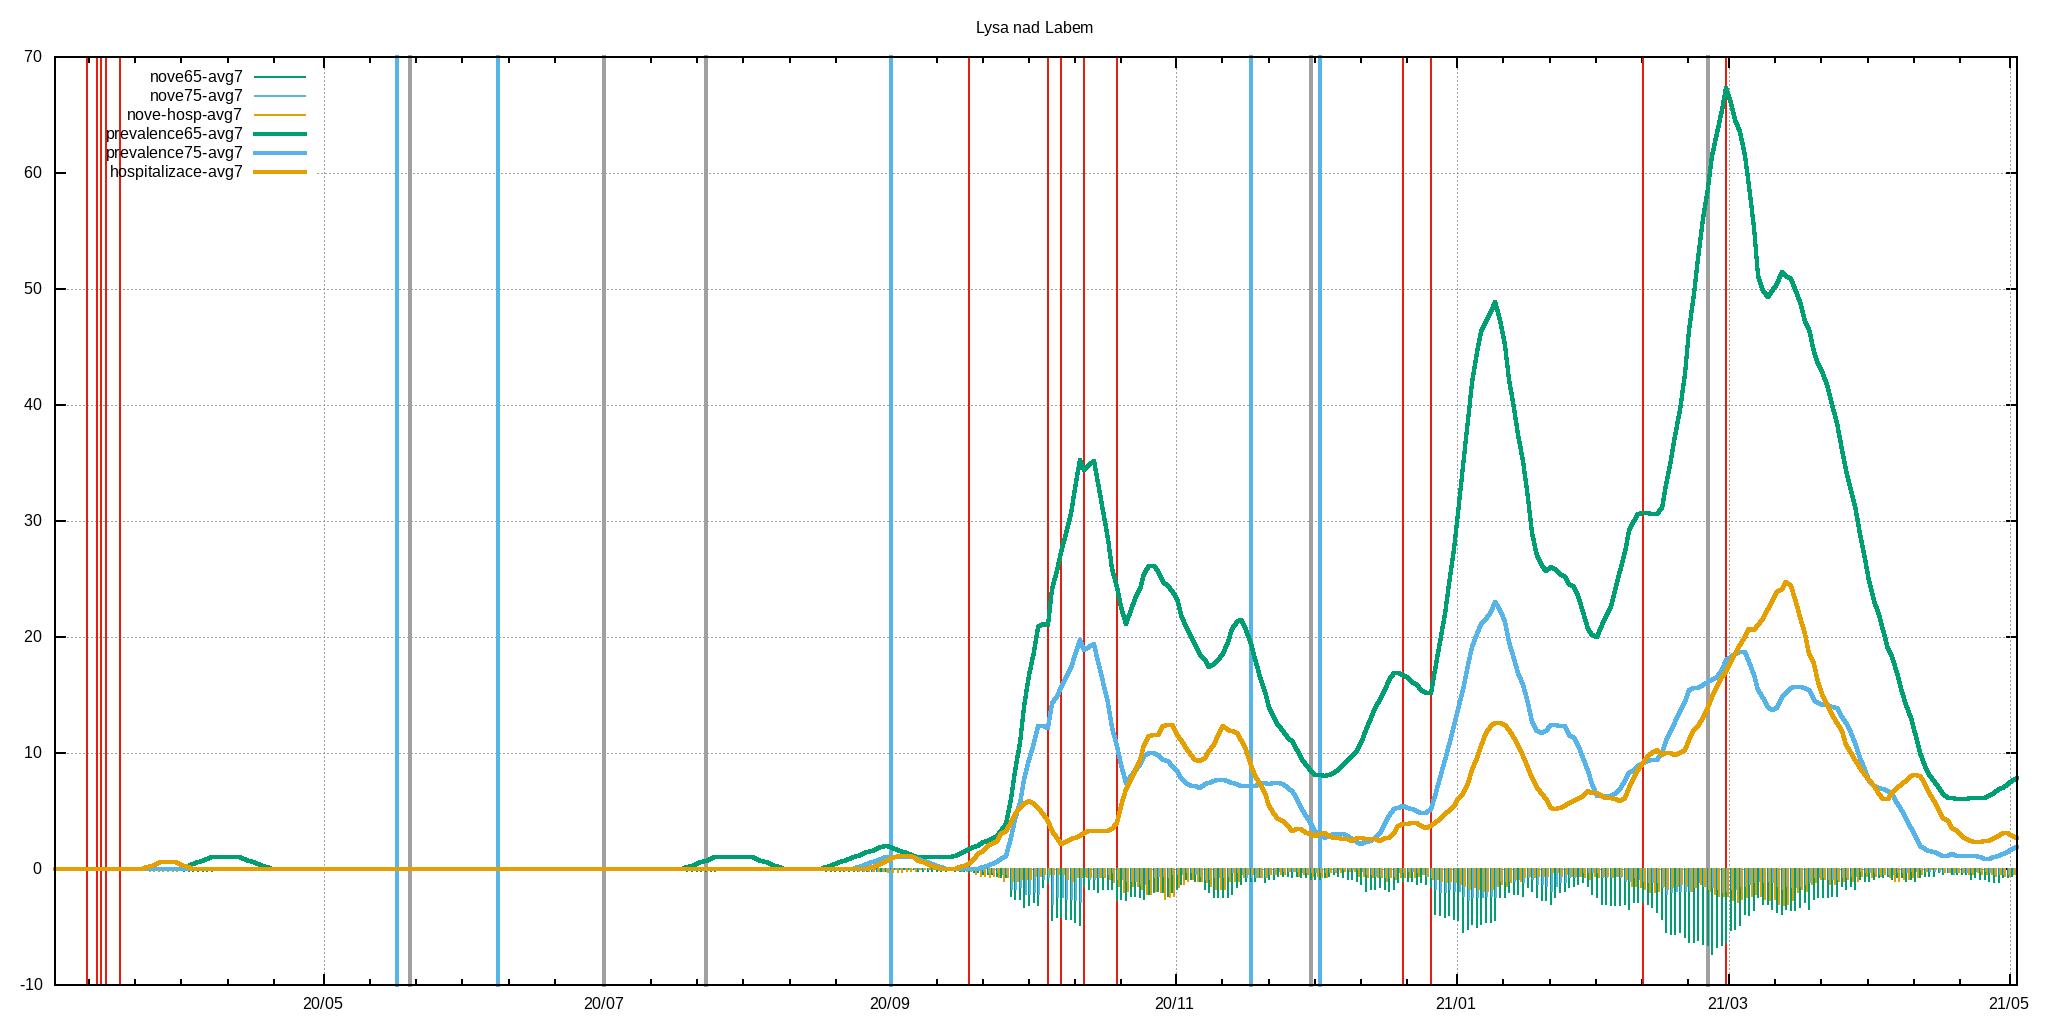 Lysa nad Labem
70
60
50
40
30
20
10
0
-10
nove65-avg7
nove75-avg7
nove-hosp-avg7
prevalence65-avg7
prevalence75-avg7
hospitalizace-avg7
20/05 20/07 20/09 20/11 21/01 21/03 21/05